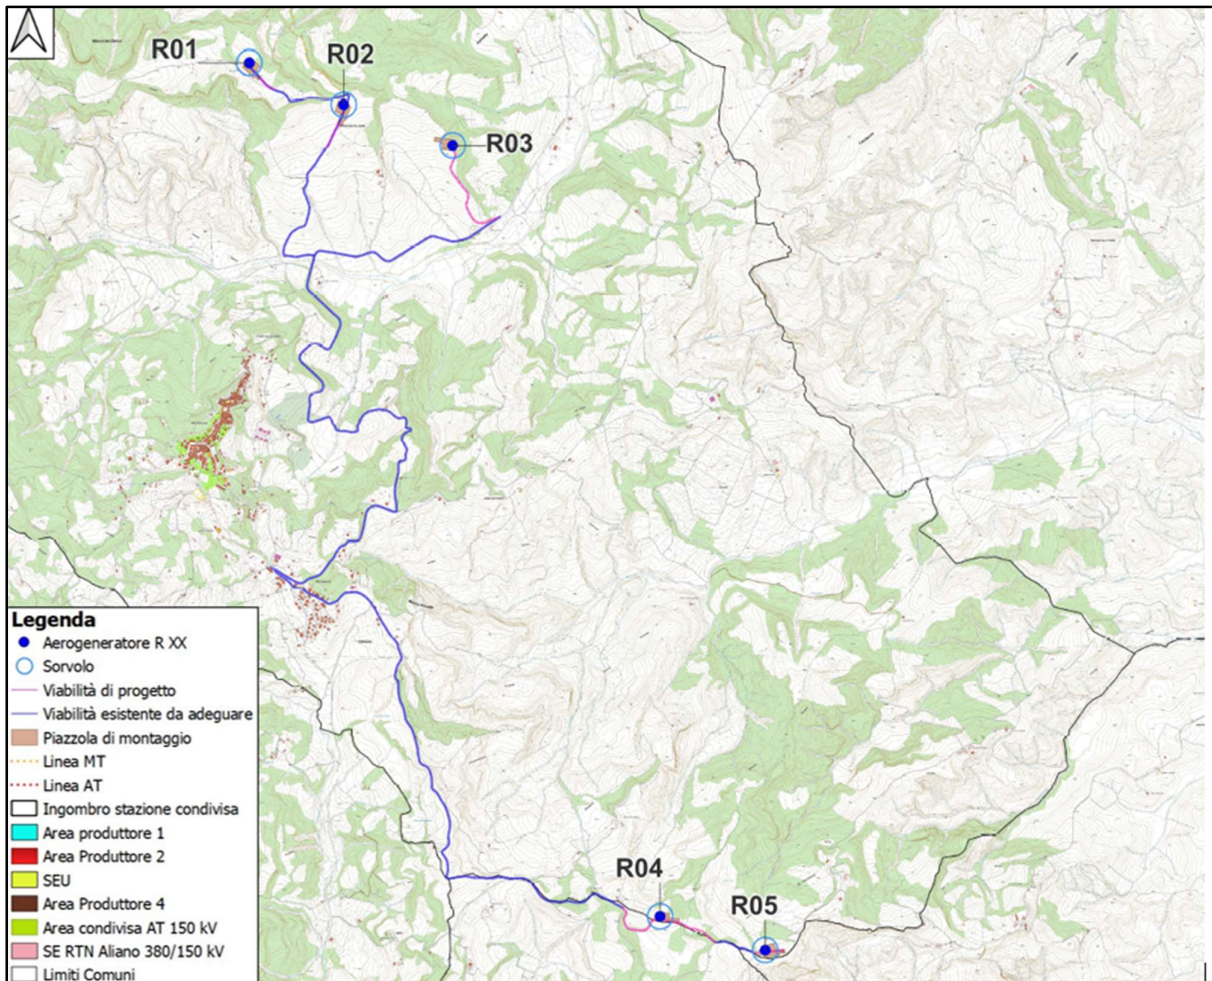 R01
R02
R03
R04
R05
Legenda
Aerogeneratore R XX
Sorvolo
Viabilità di progetto
Viabilità esistente da adeguare
Piazzola di montaggio
Linea MT
Linea AT
Ingombro stazione condivisa
Area produttore 1
Area Produttore 2
SEU
Area Produttore 4
Area condivisa AT 150 kV
SE RTN Aliano 380/150 kV
Limiti Comuni